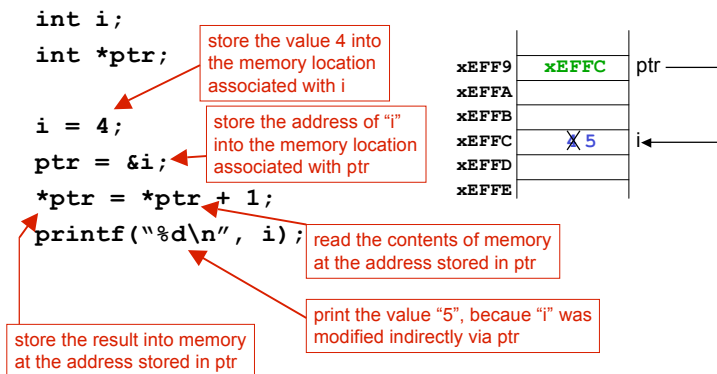 int i;
int *ptr;
store the value 4 into
the memory location
associated with i
i = 4;
store the address of “i”
into the memory location
associated with ptr
ptr = &i;
*ptr = *ptr + 1;
printf(“%d\n”, i);
read the contents of memory
at the address stored in ptr
print the value “5”, becaue “i” was
modified indirectly via ptr
store the result into memory
at the address stored in ptr
xEFF9 xEFFC ptr
xEFFA
xEFFB
xEFFC 4 5 i
xEFFD
xEFFE